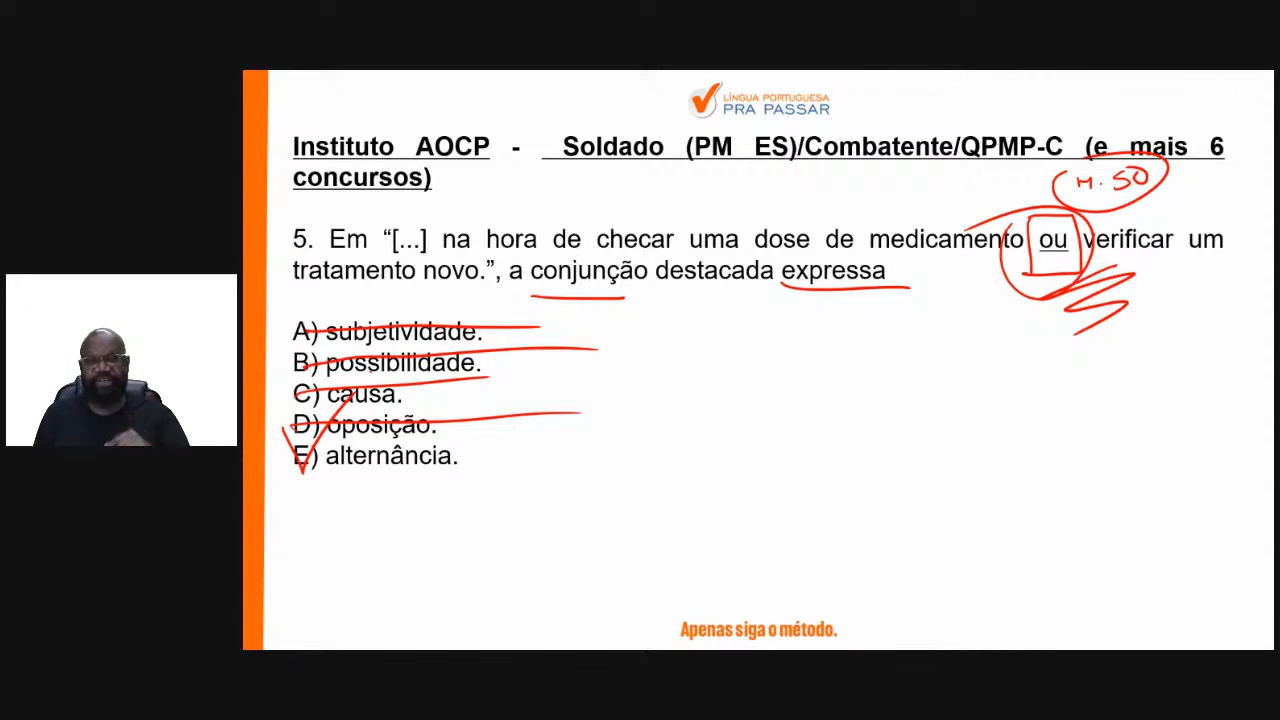 LÍNGUA PORTUGUESA
PRA PASSAR
Instituto AOCP - Soldado (PM ES)/Combatente/QPMP-C (e mais 6
concursos)
M. 50
5. Em “[...] na hora de checar uma dose de medicamento ou verificar um
tratamento novo.”, a conjunção destacada expressa
A) subjetividade.
B) possibilidade.
C) causa.
D) oposição.
E) alternância.
Apenas siga o método.